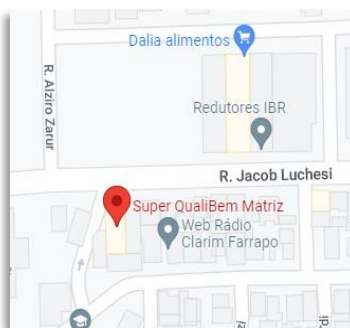 Dalia alimentos
R. Alziro Zarur
Redutores IBR
R. Jacob Luchesi
Super QualiBem Matriz
Web Rádio
Clarim Farrapo